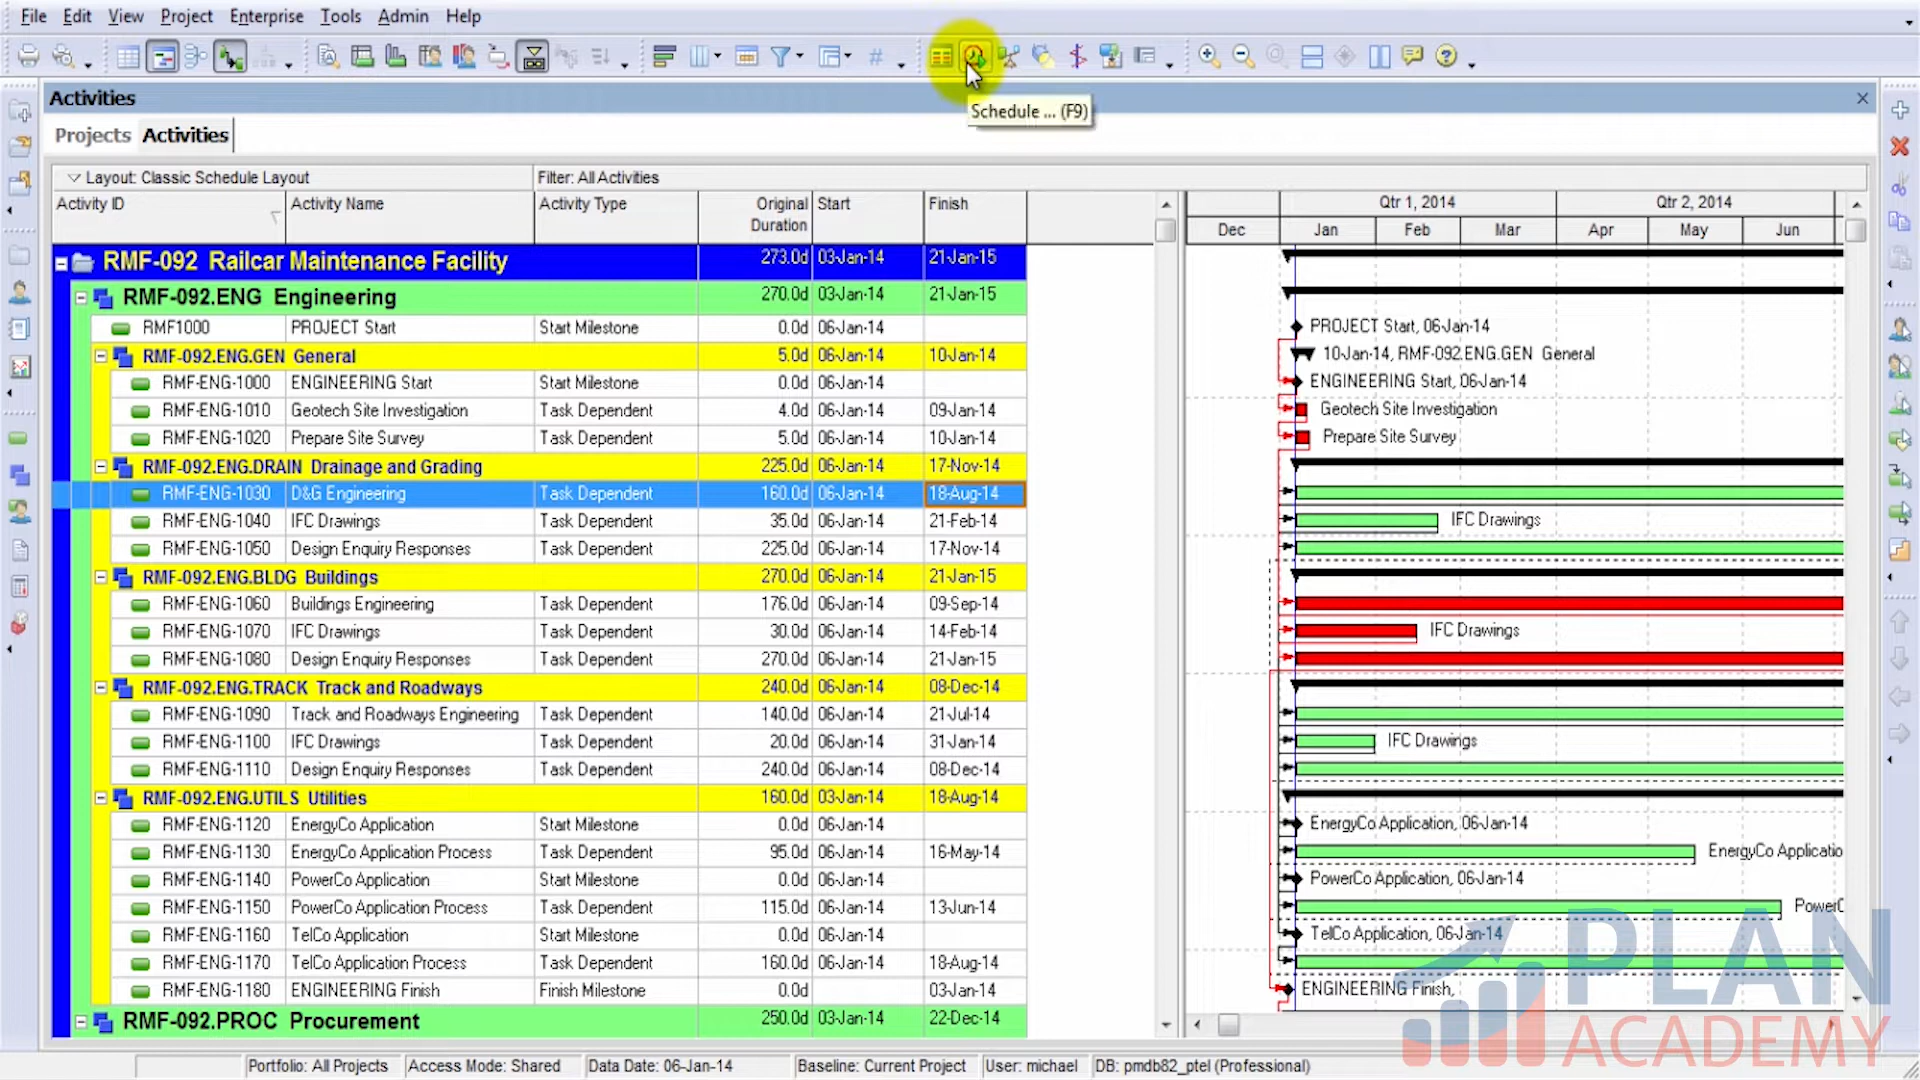 File Edit View Project Enterprise Tools Admin Help
Schedule ... (F9)
Activities
Projects Activities
Layout: Classic Schedule Layout Filter: All Activities
Activity ID Activity Name Activity Type Original Duration Start Finish
Qtr 1, 2014 Qtr 2, 2014
Dec Jan Feb Mar Apr May Jun
RMF-092 Railcar Maintenance Facility 273.0d 03-Jan-14 21-Jan-15
RMF-092.ENG Engineering 270.0d 03-Jan-14 21-Jan-15
RMF1000 PROJECT Start Start Milestone 0.0d 06-Jan-14 PROJECT Start, 06-Jan-14
RMF-092.ENG.GEN General 5.0d 06-Jan-14 10-Jan-14 10-Jan-14, RMF-092.ENG.GEN General
RMF-ENG-1000 ENGINEERING Start Start Milestone 0.0d 06-Jan-14 ENGINEERING Start, 06-Jan-14
RMF-ENG-1010 Geotech Site Investigation Task Dependent 4.0d 06-Jan-14 09-Jan-14 Geotech Site Investigation
RMF-ENG-1020 Prepare Site Survey Task Dependent 5.0d 06-Jan-14 10-Jan-14 Prepare Site Survey
RMF-092.ENG.DRAIN Drainage and Grading 225.0d 06-Jan-14 17-Nov-14
RMF-ENG-1030 D&G Engineering Task Dependent 160.0d 06-Jan-14 18-Aug-14
RMF-ENG-1040 IFC Drawings Task Dependent 35.0d 06-Jan-14 21-Feb-14 IFC Drawings
RMF-ENG-1050 Design Enquiry Responses Task Dependent 225.0d 06-Jan-14 17-Nov-14
RMF-092.ENG.BLDG Buildings 270.0d 06-Jan-14 21-Jan-15
RMF-ENG-1060 Buildings Engineering Task Dependent 176.0d 06-Jan-14 09-Sep-14
RMF-ENG-1070 IFC Drawings Task Dependent 30.0d 06-Jan-14 14-Feb-14 IFC Drawings
RMF-ENG-1080 Design Enquiry Responses Task Dependent 270.0d 06-Jan-14 21-Jan-15
RMF-092.ENG.TRACK Track and Roadways 240.0d 06-Jan-14 08-Dec-14
RMF-ENG-1090 Track and Roadways Engineering Task Dependent 140.0d 06-Jan-14 21-Jul-14
RMF-ENG-1100 IFC Drawings Task Dependent 20.0d 06-Jan-14 31-Jan-14 IFC Drawings
RMF-ENG-1110 Design Enquiry Responses Task Dependent 240.0d 06-Jan-14 08-Dec-14
RMF-092.ENG.UTILS Utilities 160.0d 03-Jan-14 18-Aug-14
RMF-ENG-1120 EnergyCo Application Start Milestone 0.0d 06-Jan-14 EnergyCo Application, 06-Jan-14
RMF-ENG-1130 EnergyCo Application Process Task Dependent 95.0d 06-Jan-14 16-May-14 EnergyCo Applicatio
RMF-ENG-1140 PowerCo Application Start Milestone 0.0d 06-Jan-14 PowerCo Application, 06-Jan-14
RMF-ENG-1150 PowerCo Application Process Task Dependent 115.0d 06-Jan-14 13-Jun-14 PowerC
RMF-ENG-1160 TelCo Application Start Milestone 0.0d 06-Jan-14 TelCo Application, 06-Jan-14
RMF-ENG-1170 TelCo Application Process Task Dependent 160.0d 06-Jan-14 18-Aug-14
RMF-ENG-1180 ENGINEERING Finish Finish Milestone 0.0d 03-Jan-14 ENGINEERING Finish,
RMF-092.PROC Procurement 250.0d 03-Jan-14 22-Dec-14
PLAN
ACADEMY
Portfolio: All Projects Access Mode: Shared Data Date: 06-Jan-14 Baseline: Current Project User: michael DB: pmdb82_ptel (Professional)